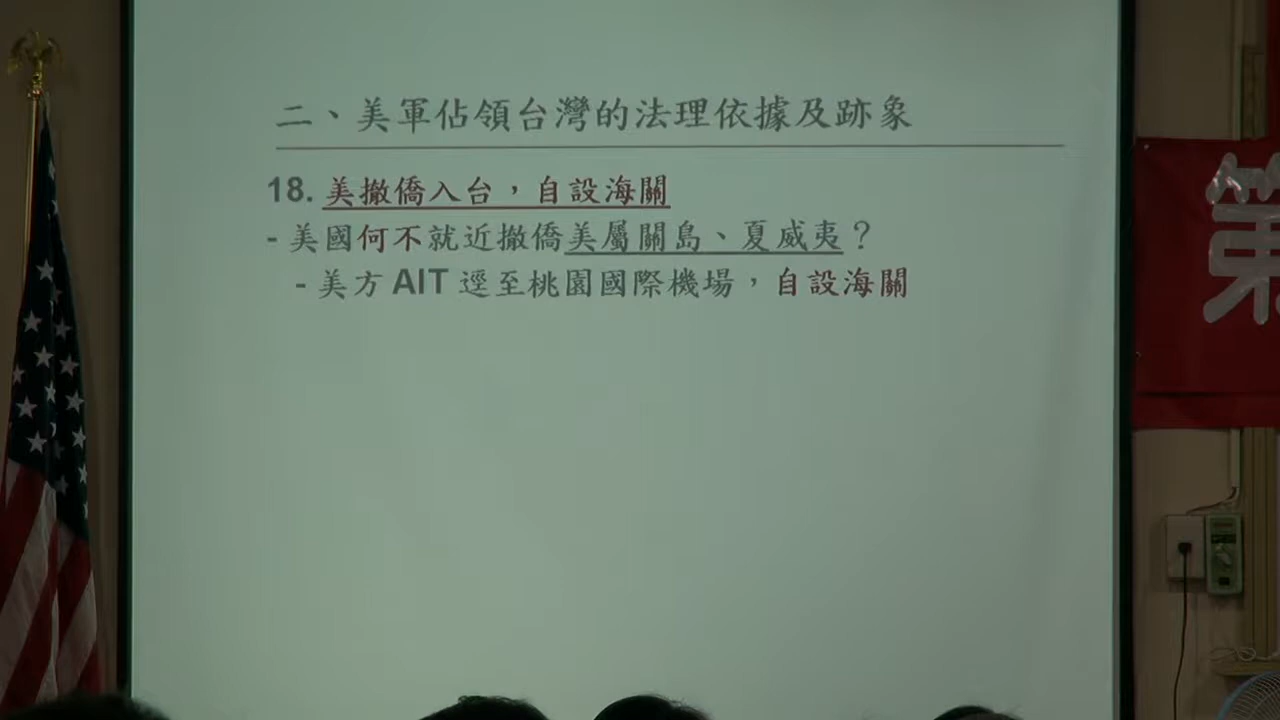 二、美軍佔領台灣的法理依據及跡象
18. 美撤僑入台，自設海關
- 美國何不就近撤僑美屬關島、夏威夷？
- 美方 AIT 逕至桃園國際機場，自設海關
第